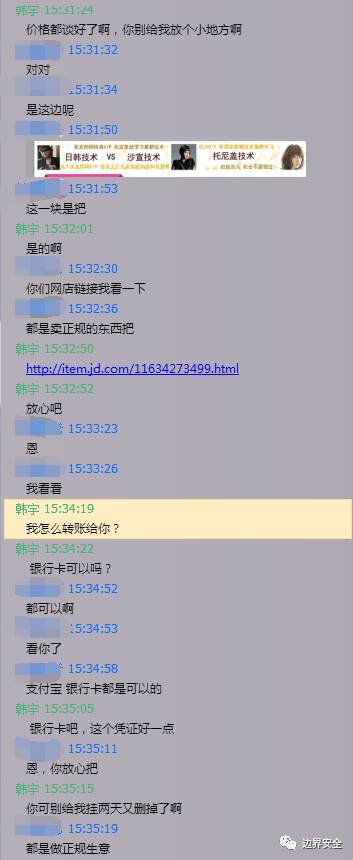 韩宇 15:31:24
价格都谈好了啊，你别给我放个小地方啊
15:31:32
对对
15:31:34
是这边呢
15:31:50
日韩技术 VS 沙宣技术
托尼盖技术
15:31:53
这一块是把
韩宇 15:32:01
是的啊
15:32:30
你们网店链接我看一下
15:32:36
都是卖正规的东西把
韩宇 15:32:50
http://item.jd.com/11634273499.html
韩宇 15:32:52
放心吧
15:33:23
恩
15:33:26
我看看
韩宇 15:34:19
我怎么转账给你？
韩宇 15:34:22
银行卡可以吗？
15:34:52
都可以啊
15:34:53
看你了
15:34:58
支付宝 银行卡都是可以的
韩宇 15:35:05
银行卡吧，这个凭证好一点
15:35:11
恩，你放心把
韩宇 15:35:15
你可别给我挂两天又删掉了啊
15:35:19
都是做正规生意
边界安全